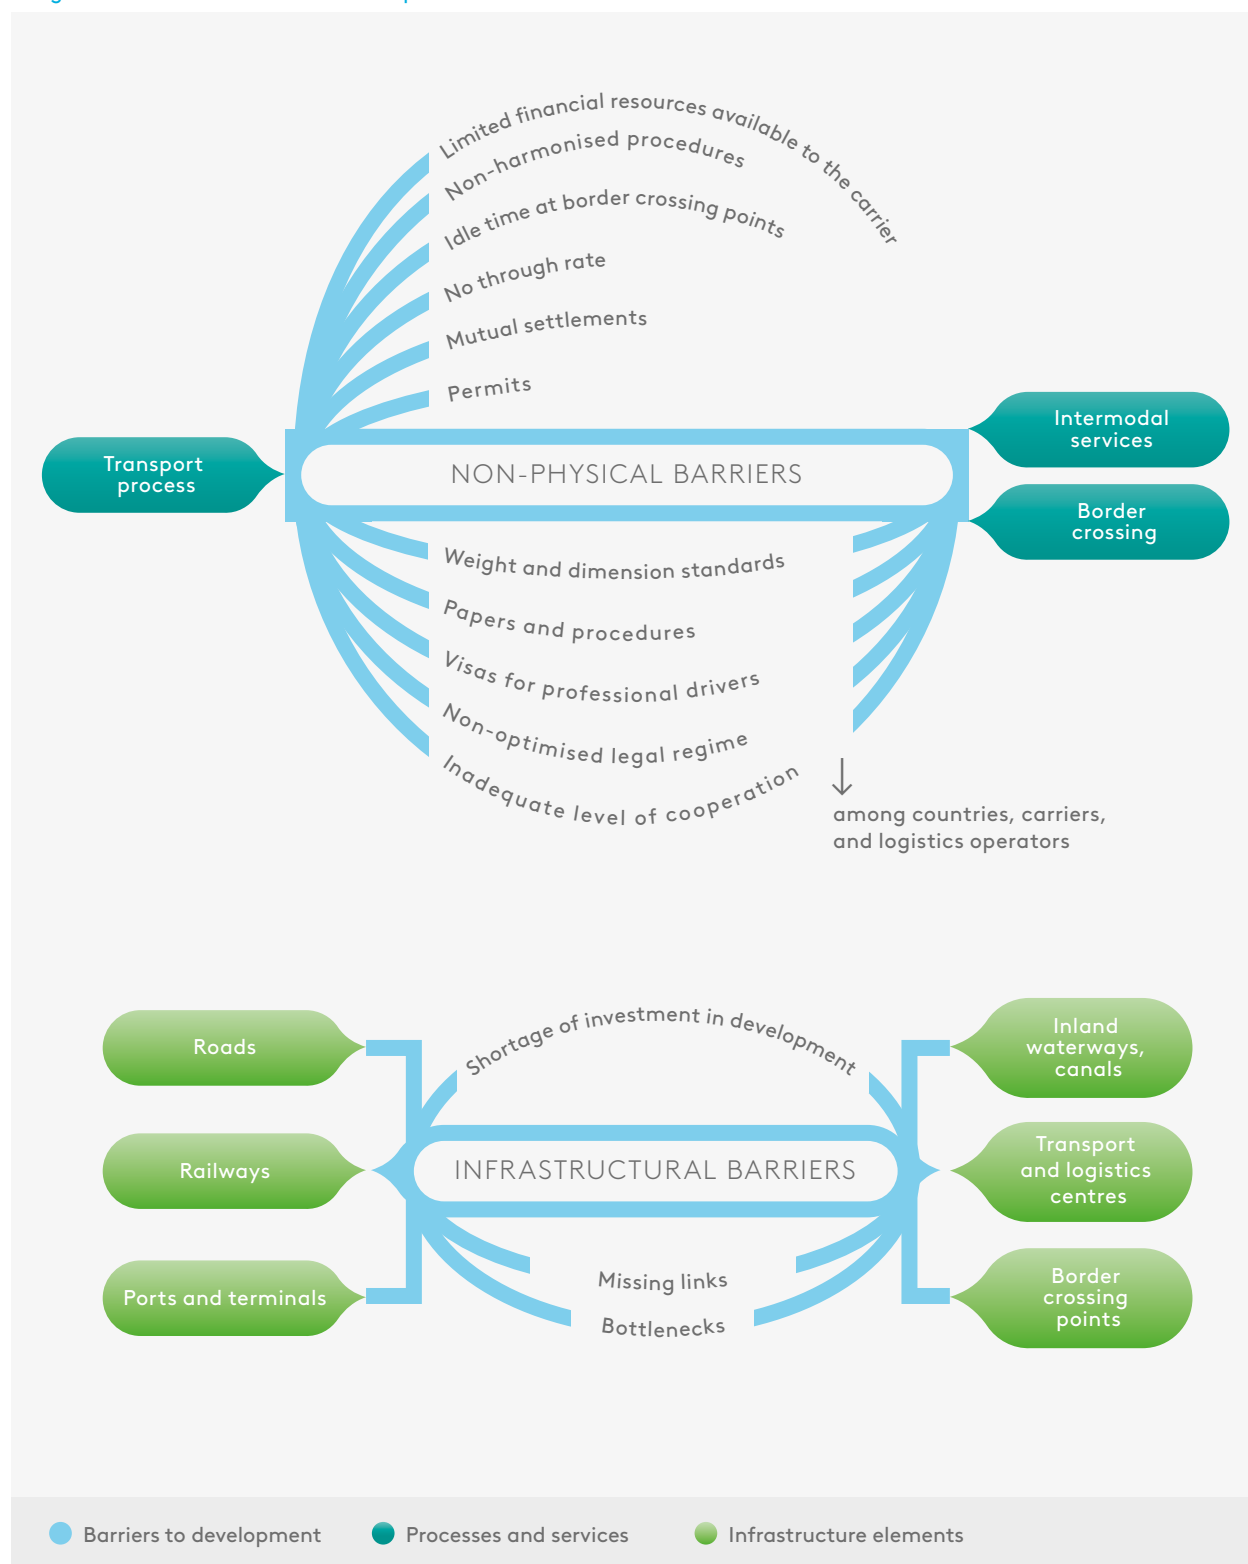 Limited financial resources available to the carrier
Non-harmonised procedures
Idle time at border crossing points
No through rate
Mutual settlements
Permits
Transport
process
NON-PHYSICAL BARRIERS
Intermodal
services
Border
crossing
Weight and dimension standards
Papers and procedures
Visas for professional drivers
Non-optimised legal regime
Inadequate level of cooperation
among countries, carriers,
and logistics operators
Shortage of investment in development
Roads
Railways
Ports and terminals
INFRASTRUCTURAL BARRIERS
Inland
waterways,
canals
Transport
and logistics
centres
Border
crossing
points
Missing links
Bottlenecks
Barriers to development
Processes and services
Infrastructure elements